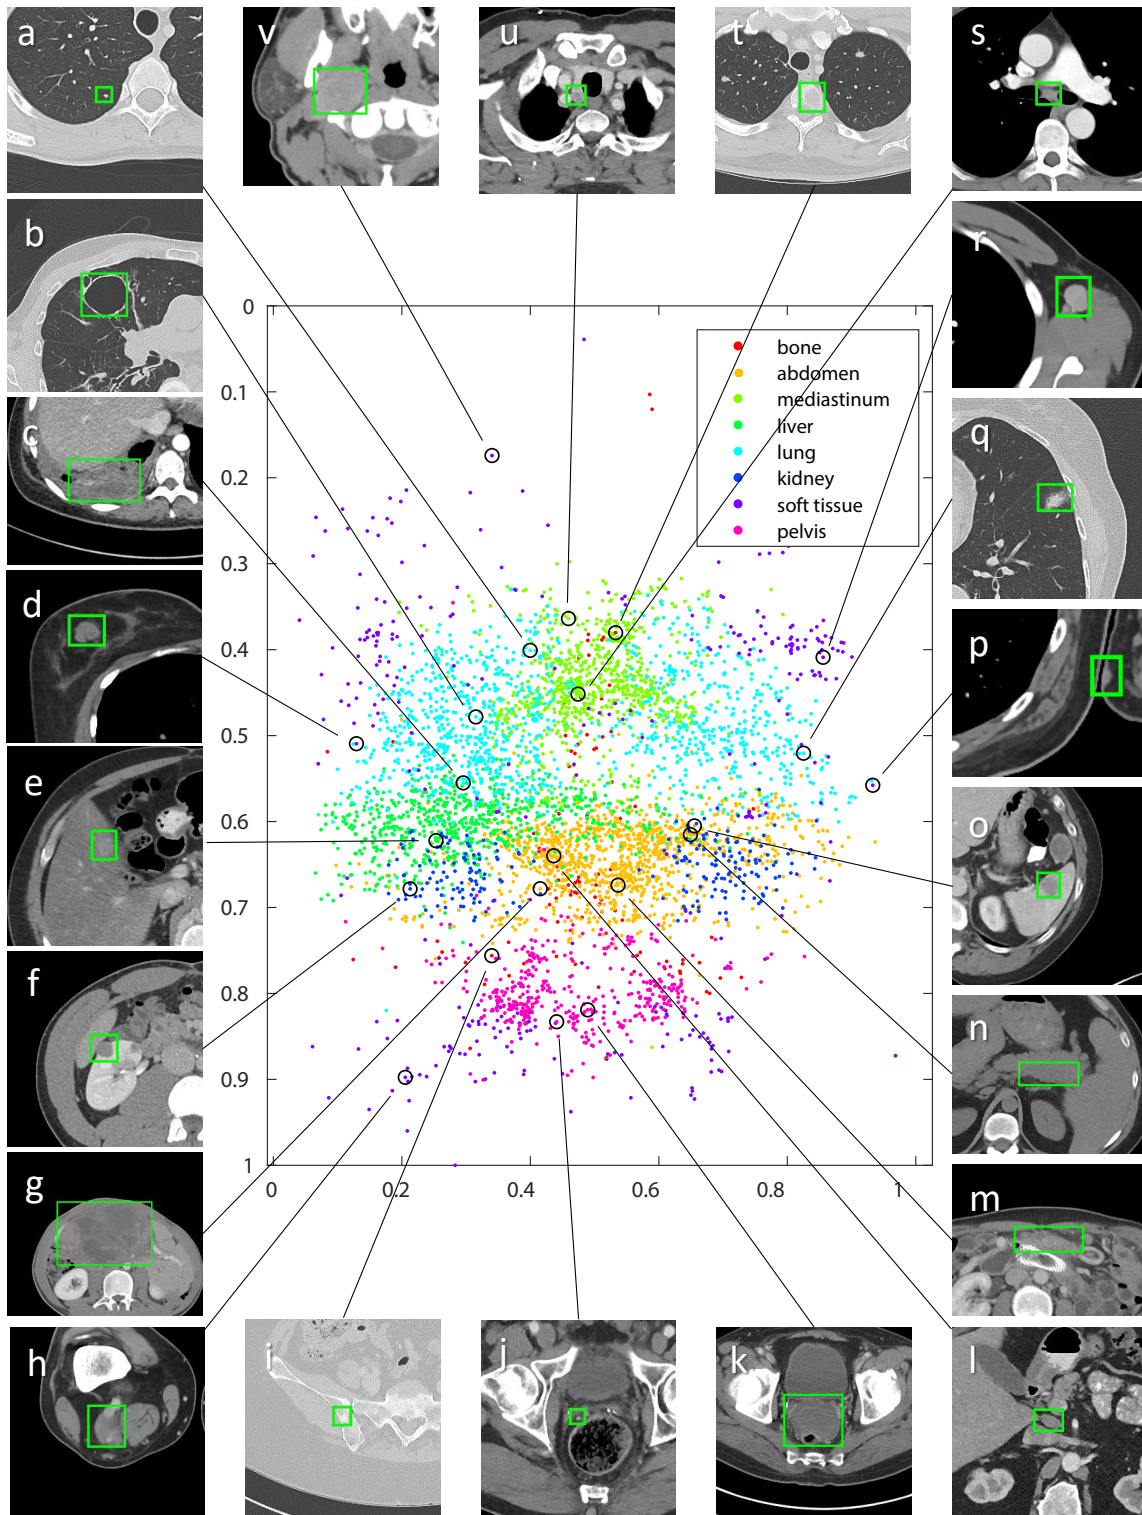 a
v
u
t
s
b
r
c
q
d
p
e
o
f
n
g
m
h
i
j
k
l
0
0.1
0.2
0.3
0.4
0.5
0.6
0.7
0.8
0.9
1
bone
abdomen
mediastinum
liver
lung
kidney
soft tissue
pelvis
0
0.2
0.4
0.6
0.8
1